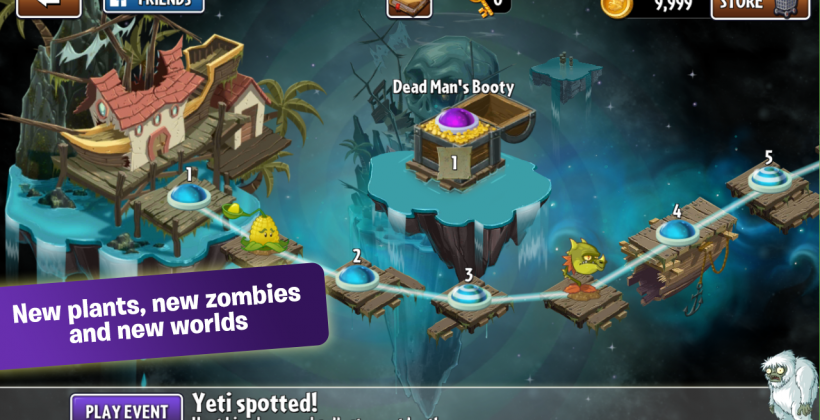 FRIENDS
0
9,999
STORE
Dead Man's Booty
1
1
5
4
2
3
New plants, new zombies
and new worlds
Yeti spotted!
PLAY EVENT